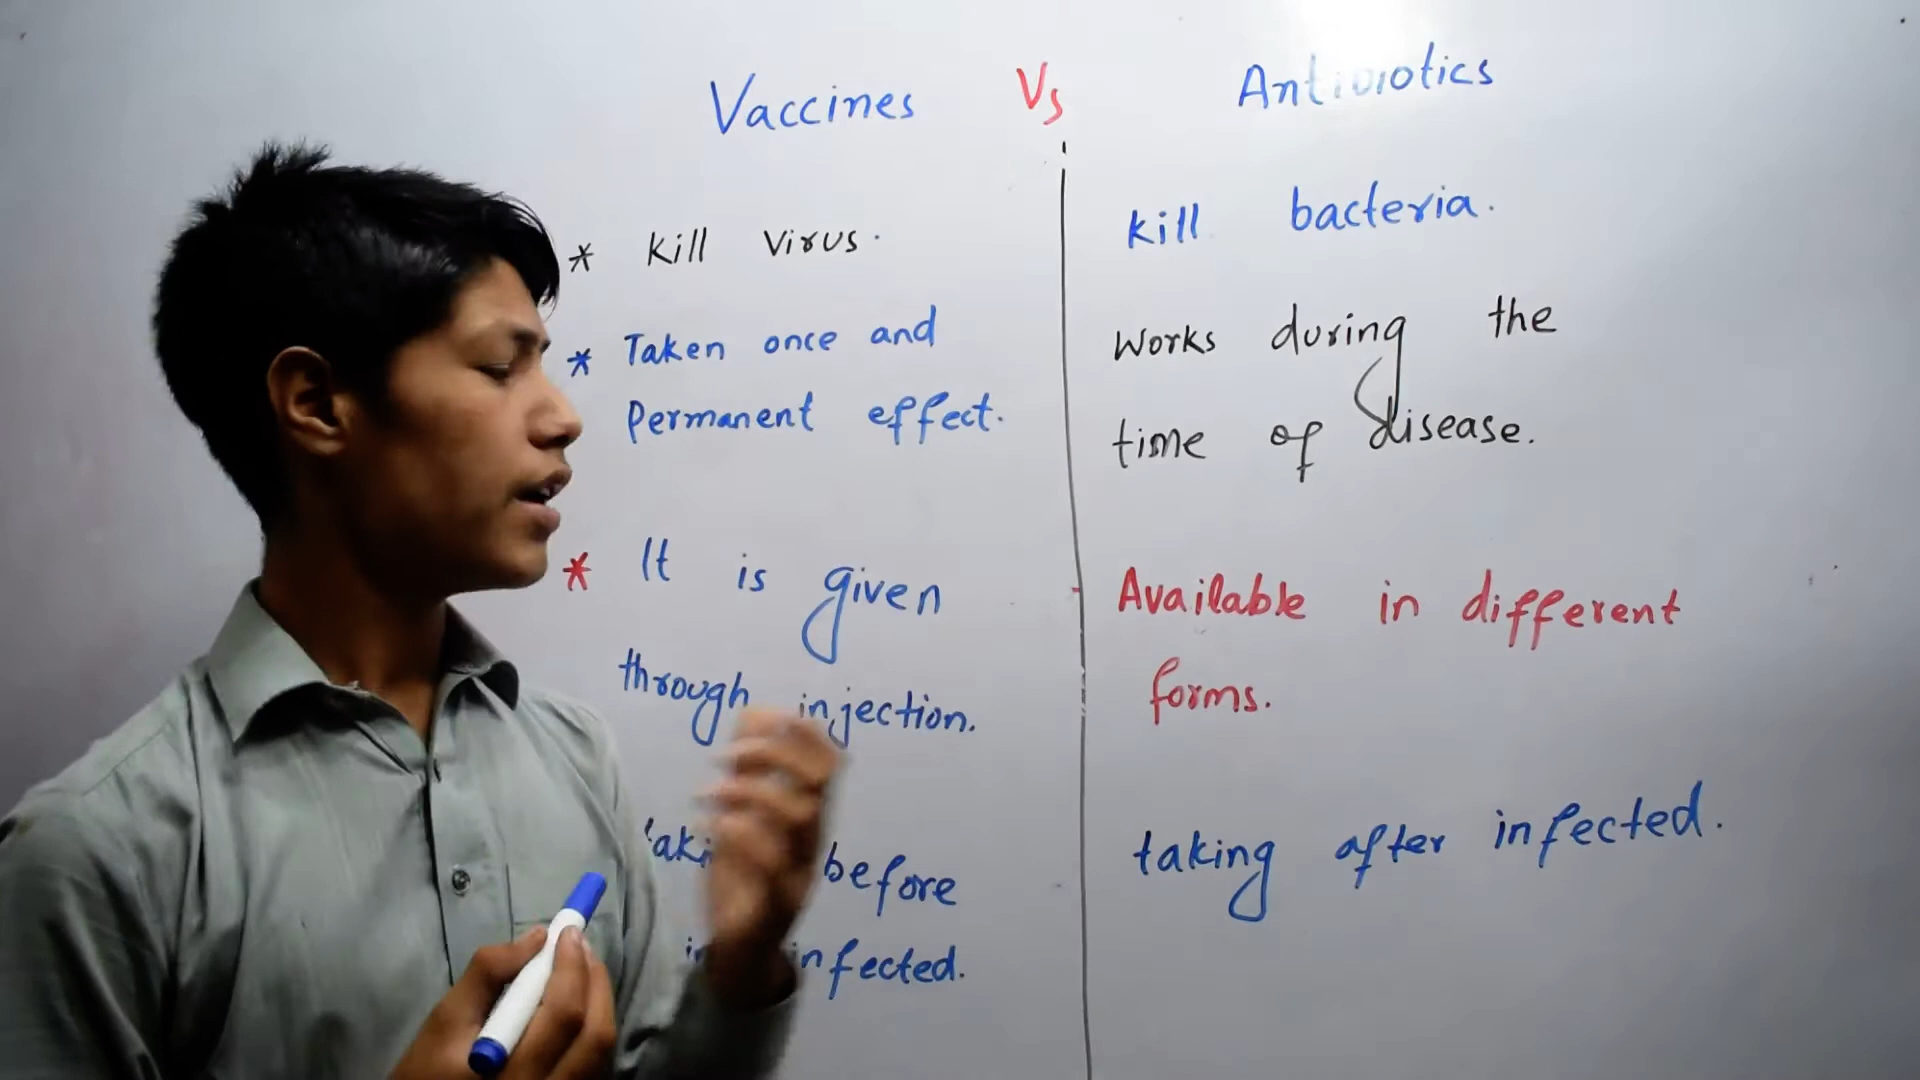 Vaccines Vs Antibiotics
* Kill Virus.
* Taken once and
Permanent effect.
* It is given
through injection.
before
infected.
kill bacteria.
Works during the
time of disease.
Available in different
forms.
taking after infected.